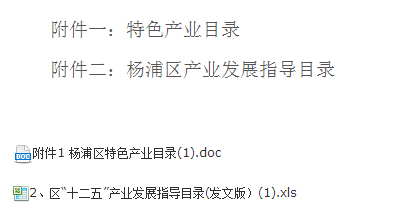 附件一：特色产业目录
附件二：杨浦区产业发展指导目录
附件1 杨浦区特色产业目录(1).doc
2、区“十二五”产业发展指导目录(发文版）(1).xls